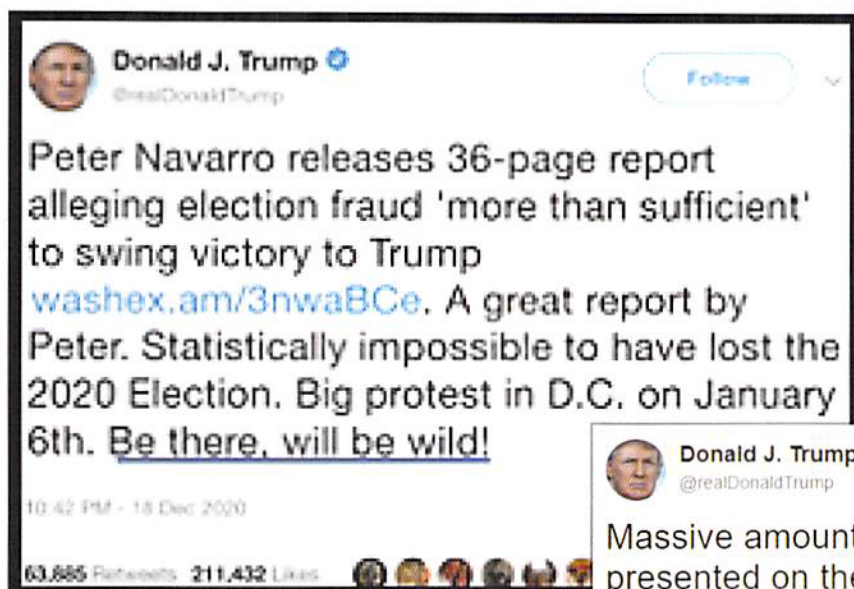 Donald J. Trump
@realDonaldTrump
Follow
Peter Navarro releases 36-page report
alleging election fraud 'more than sufficient'
to swing victory to Trump
washex.am/3nwaBCe. A great report by
Peter. Statistically impossible to have lost the
2020 Election. Big protest in D.C. on January
6th. Be there, will be wild!
10:42 PM - 18 Dec 2020
63,885 Retweets 211,432 Likes
Donald J. Trump
@realDonaldTrump
Massive amount
presented on the